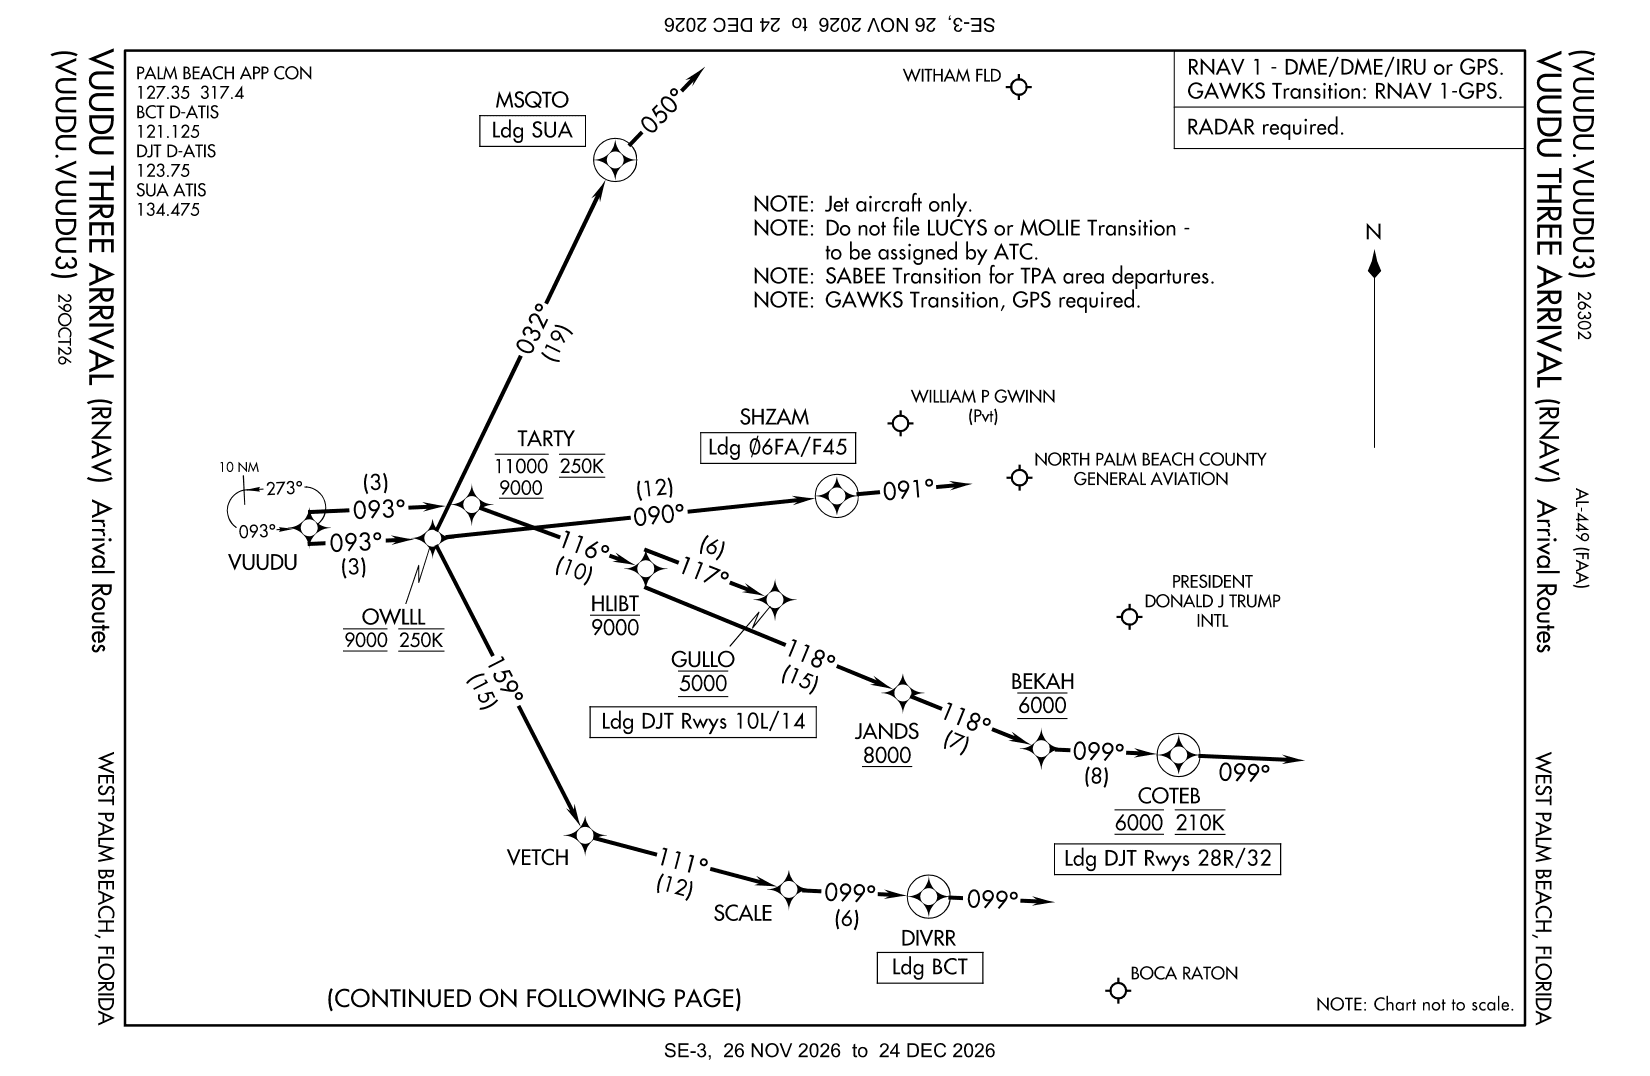 SE-3, 26 NOV 2026 to 24 DEC 2026
(VUUDU.VUUDU3) 29OCT26
VUUDU THREE ARRIVAL (RNAV) Arrival Routes
WEST PALM BEACH, FLORIDA
PALM BEACH APP CON
127.35 317.4
BCT D-ATIS
121.125
DJT D-ATIS
123.75
SUA ATIS
134.475
RNAV 1 - DME/DME/IRU or GPS.
GAWKS Transition: RNAV 1-GPS.
RADAR required.
WITHAM FLD
MSQTO
Ldg SUA
050°
NOTE: Jet aircraft only.
NOTE: Do not file LUCYS or MOLIE Transition -
to be assigned by ATC.
NOTE: SABEE Transition for TPA area departures.
NOTE: GAWKS Transition, GPS required.
N
032°
(19)
WILLIAM P GWINN
(Pvt)
SHZAM
Ldg Ø6FA/F45
091°
NORTH PALM BEACH COUNTY
GENERAL AVIATION
TARTY
11000 250K
9000
10 NM
273°
093°
VUUDU
(3)
093°
093°
(3)
(12)
090°
OWLLL
9000 250K
116°
(10)
HLIBT
9000
(6)
117°
GULLO
5000
Ldg DJT Rwys 10L/14
PRESIDENT
DONALD J TRUMP
INTL
118°
(15)
JANDS
8000
118°
(7)
BEKAH
6000
099°
(8)
COTEB
6000 210K
Ldg DJT Rwys 28R/32
099°
159°
(15)
VETCH
111°
(12)
SCALE
099°
(6)
DIVRR
Ldg BCT
099°
BOCA RATON
(CONTINUED ON FOLLOWING PAGE)
NOTE: Chart not to scale.
(VUUDU.VUUDU3) 26302
AL-449 (FAA)
VUUDU THREE ARRIVAL (RNAV) Arrival Routes
WEST PALM BEACH, FLORIDA
SE-3, 26 NOV 2026 to 24 DEC 2026